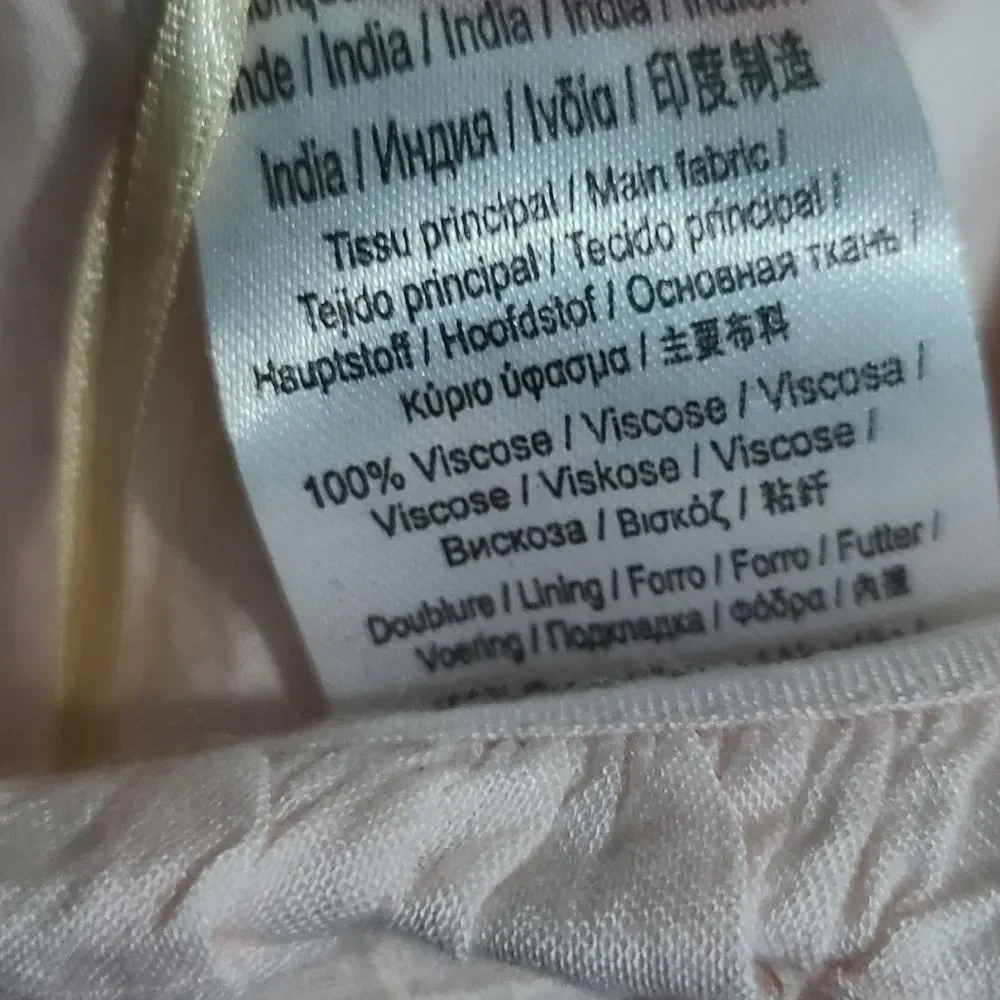 / India / India / India /
India / Индия / Ινδία / 印度制造
Tissu principal / Main fabric /
Tejido principal / Tecido principal /
Hauptstoff / Hoofdstof / Основная ткань /
Κύριο ύφασμα / 主要布料
100% Viscose / Viscose / Viscosa /
Viscose / Viskose / Viscose /
Вискоза / Βισκόζ / 粘纤
Doublure / Lining / Forro / Forro / Futter /
Voering / Подкладка / φόδρα / 内里